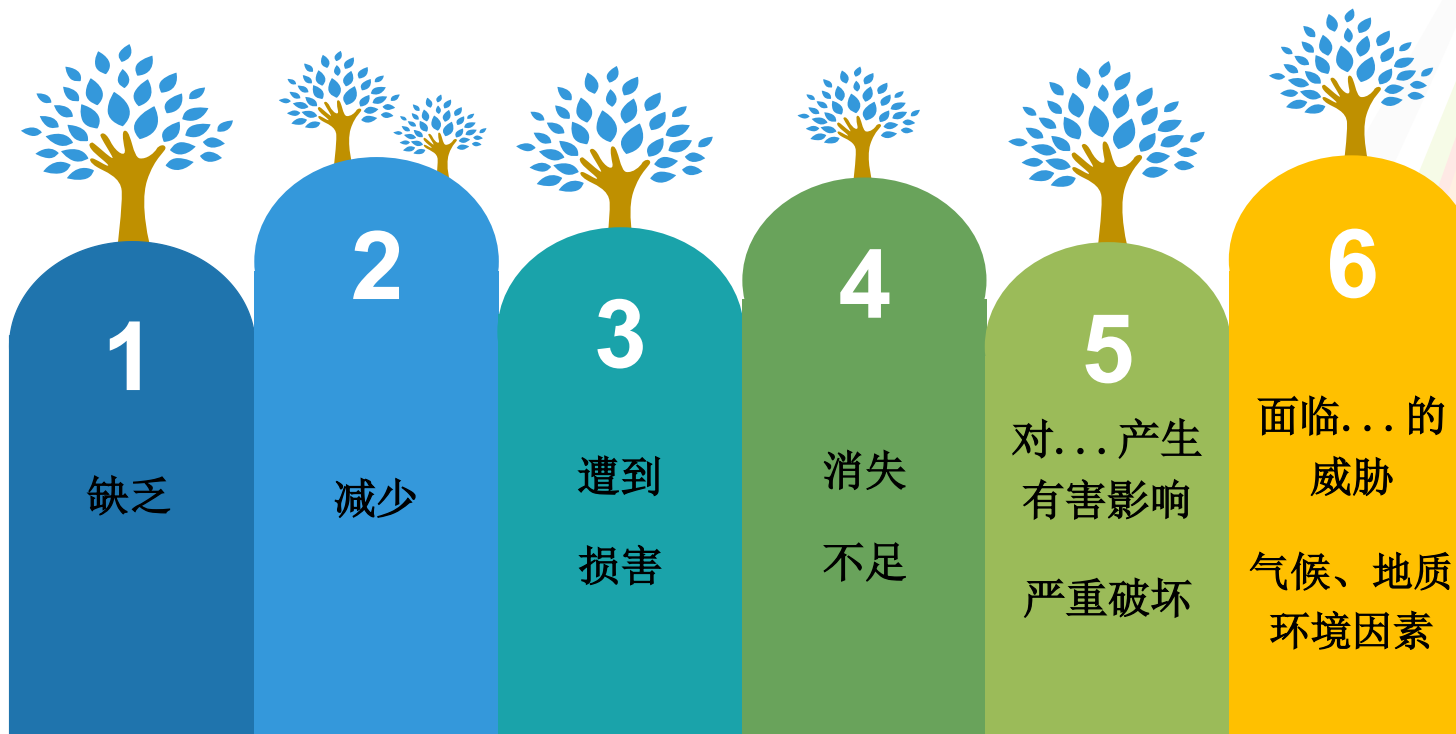 1
缺乏
2
减少
3
遭到
损害
4
消失
不足
5
对...产生
有害影响
严重破坏
6
面临...的
威胁
气候、地质
环境因素